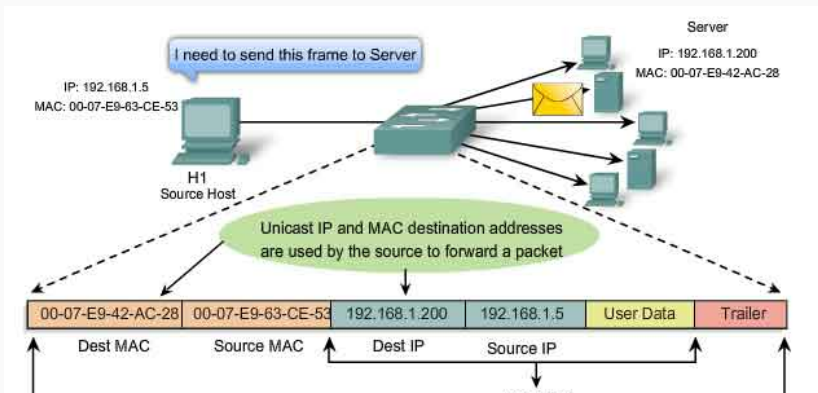 Server
I need to send this frame to Server
IP: 192.168.1.200
MAC: 00-07-E9-42-AC-28
IP: 192.168.1.5
MAC: 00-07-E9-63-CE-53
H1
Source Host
Unicast IP and MAC destination addresses
are used by the source to forward a packet
00-07-E9-42-AC-28 00-07-E9-63-CE-53 192.168.1.200 192.168.1.5 User Data Trailer
Dest MAC Source MAC Dest IP Source IP